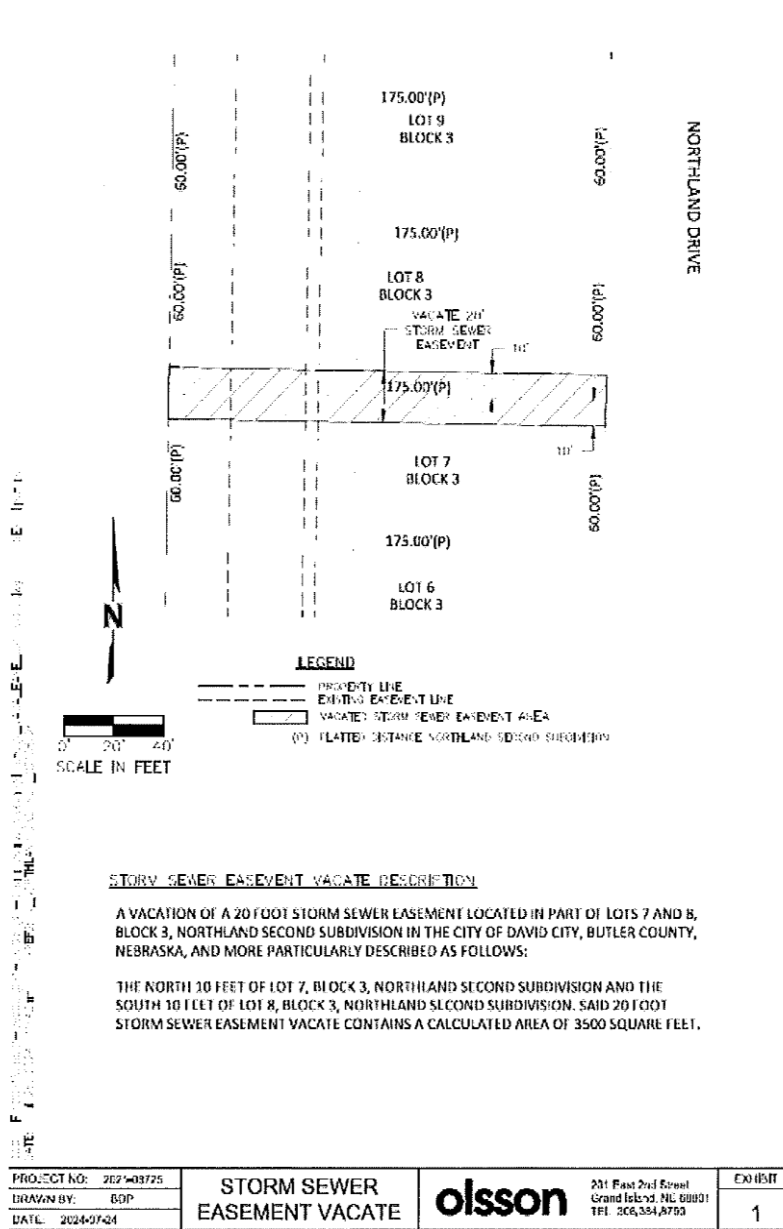 175.00'(P)
LOT 9
BLOCK 3
60.00'(P)
60.00'(P)
NORTHLAND DRIVE
175.00'(P)
60.00'(P)
LOT 8
BLOCK 3
60.00'(P)
VACATE 20'
STORM SEWER
EASEMENT
10'
175.00'(P)
10'
60.00'(P)
LOT 7
BLOCK 3
60.00'(P)
175.00'(P)
LOT 6
BLOCK 3
N
LEGEND
PROPERTY LINE
EXISTING EASEMENT LINE
VACATED STORM SEWER EASEMENT AREA
(P) PLATTED DISTANCE NORTHLAND SECOND SUBDIVISION
0' 20' 40'
SCALE IN FEET
STORM SEWER EASEMENT VACATE DESCRIPTION
A VACATION OF A 20 FOOT STORM SEWER EASEMENT LOCATED IN PART OF LOTS 7 AND 8,
BLOCK 3, NORTHLAND SECOND SUBDIVISION IN THE CITY OF DAVID CITY, BUTLER COUNTY,
NEBRASKA, AND MORE PARTICULARLY DESCRIBED AS FOLLOWS:
THE NORTH 10 FEET OF LOT 7, BLOCK 3, NORTHLAND SECOND SUBDIVISION AND THE
SOUTH 10 FEET OF LOT 8, BLOCK 3, NORTHLAND SECOND SUBDIVISION. SAID 20 FOOT
STORM SEWER EASEMENT VACATE CONTAINS A CALCULATED AREA OF 3500 SQUARE FEET.
PROJECT NO:
DRAWN BY: BDP
DATE: 2024-07-24
STORM SEWER
EASEMENT VACATE
olsson
201 East 2nd Street
Grand Island, NE 68801
TEL
EXHIBIT
1